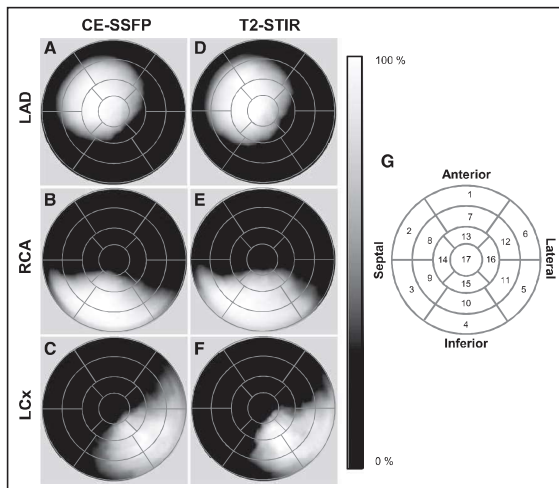 CE-SSFP T2-STIR
A D
LAD
100 %
G
Anterior
1
7
13
2 8 12 6
Septal
14 17 16
Lateral
3 9 11 5
15
10
4
Inferior
B E
RCA
C F
LCx
0 %